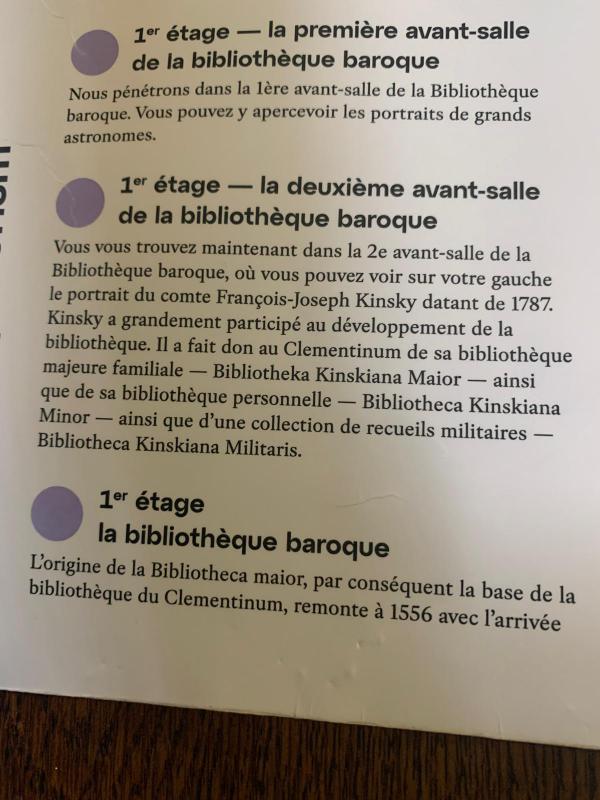 1er étage — la première avant-salle
de la bibliothèque baroque
Nous pénétrons dans la 1ère avant-salle de la Bibliothèque
baroque. Vous pouvez y apercevoir les portraits de grands
astronomes.
1er étage — la deuxième avant-salle
de la bibliothèque baroque
Vous vous trouvez maintenant dans la 2e avant-salle de la
Bibliothèque baroque, où vous pouvez voir sur votre gauche
le portrait du comte François-Joseph Kinsky datant de 1787.
Kinsky a grandement participé au développement de la
bibliothèque. Il a fait don au Clementinum de sa bibliothèque
majeure familiale — Bibliotheka Kinskiana Maior — ainsi
que de sa bibliothèque personnelle — Bibliotheca Kinskiana
Minor — ainsi que d'une collection de recueils militaires —
Bibliotheca Kinskiana Militaris.
1er étage
la bibliothèque baroque
L'origine de la Bibliotheca maior, par conséquent la base de la
bibliothèque du Clementinum, remonte à 1556 avec l'arrivée